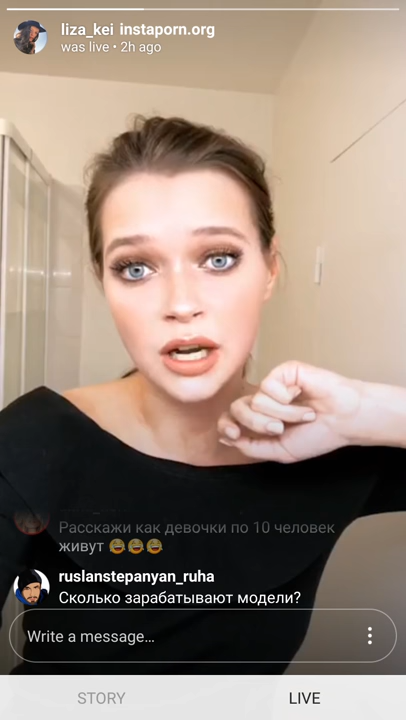 liza_kei instaporn.org
was live • 2h ago
Расскажи как девочки по 10 человек
живут 😂😂😂
ruslanstepanyan_ruha
Сколько зарабатывают модели?
Write a message...
STORY LIVE